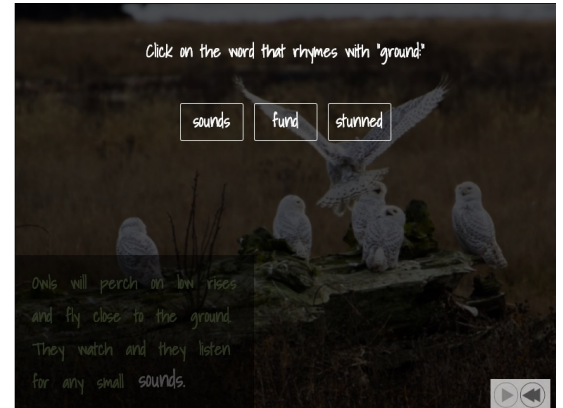 Click on the word that rhymes with "ground:"
sounds fund stunned
Owls will perch on low rises
and fly close to the ground.
They watch and they listen
for any small sounds.